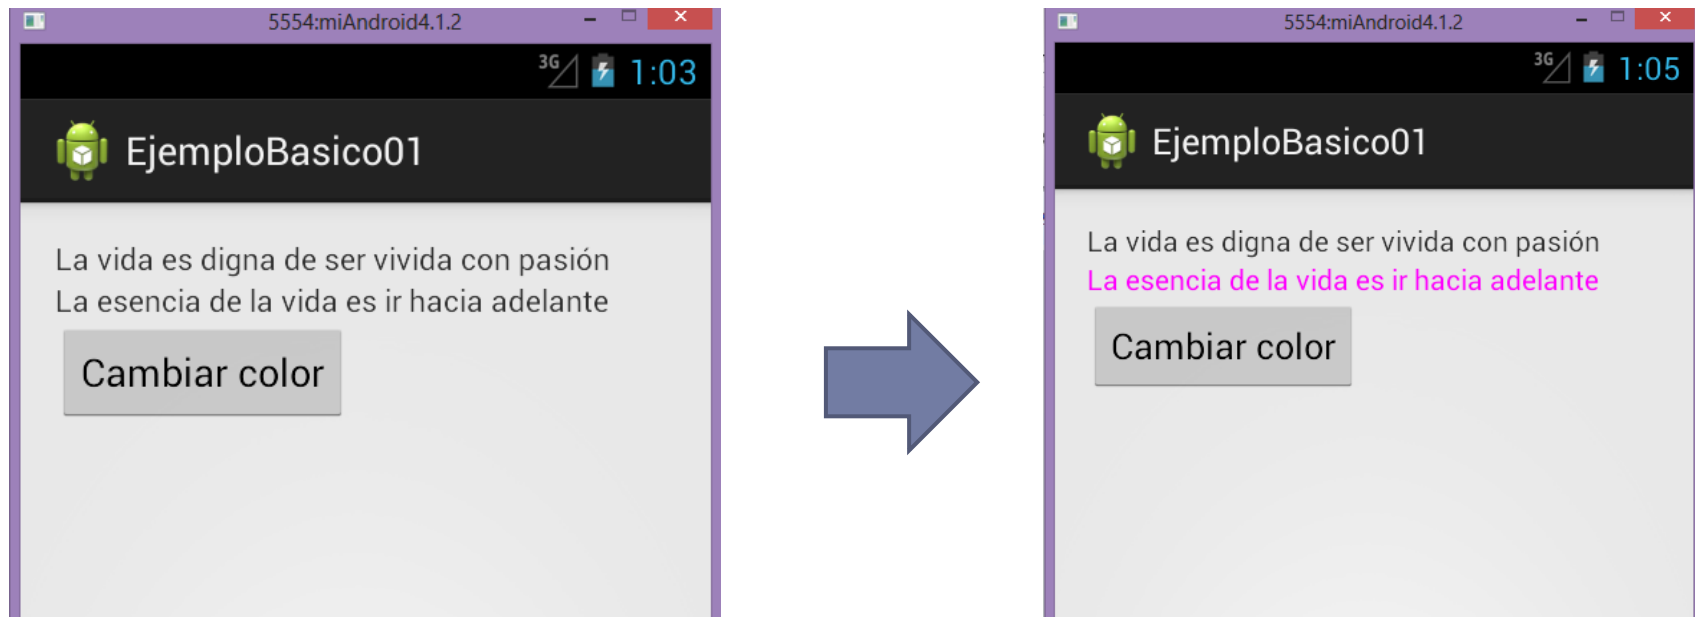 5554:miAndroid4.1.2
3G 1:03
EjemploBasico01
La vida es digna de ser vivida con pasión
La esencia de la vida es ir hacia adelante
Cambiar color
5554:miAndroid4.1.2
3G 1:05
EjemploBasico01
La vida es digna de ser vivida con pasión
La esencia de la vida es ir hacia adelante
Cambiar color